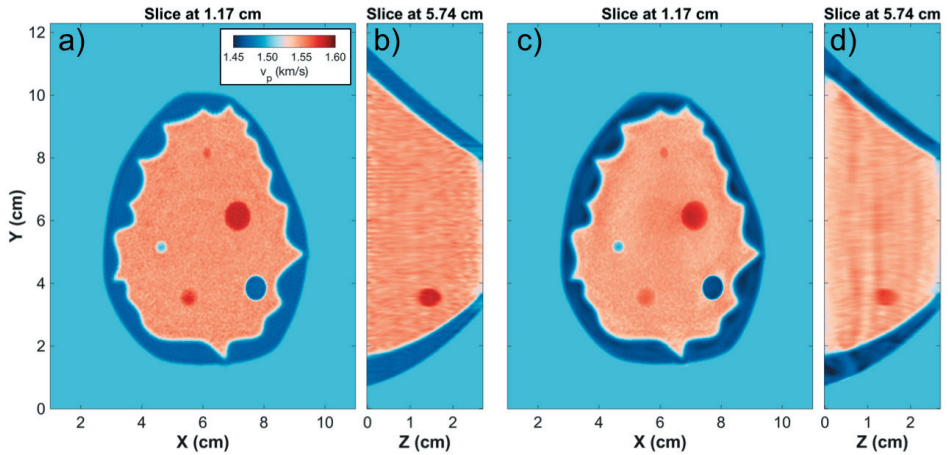 Slice at 1.17 cm
Slice at 5.74 cm
Slice at 1.17 cm
Slice at 5.74 cm
a)
b)
c)
d)
1.45 1.50 1.55 1.60
v_p (km/s)
12
10
8
6
4
2
0
Y (cm)
2 4 6 8 10
0 1 2
2 4 6 8 10
0 1 2
X (cm)
Z (cm)
X (cm)
Z (cm)